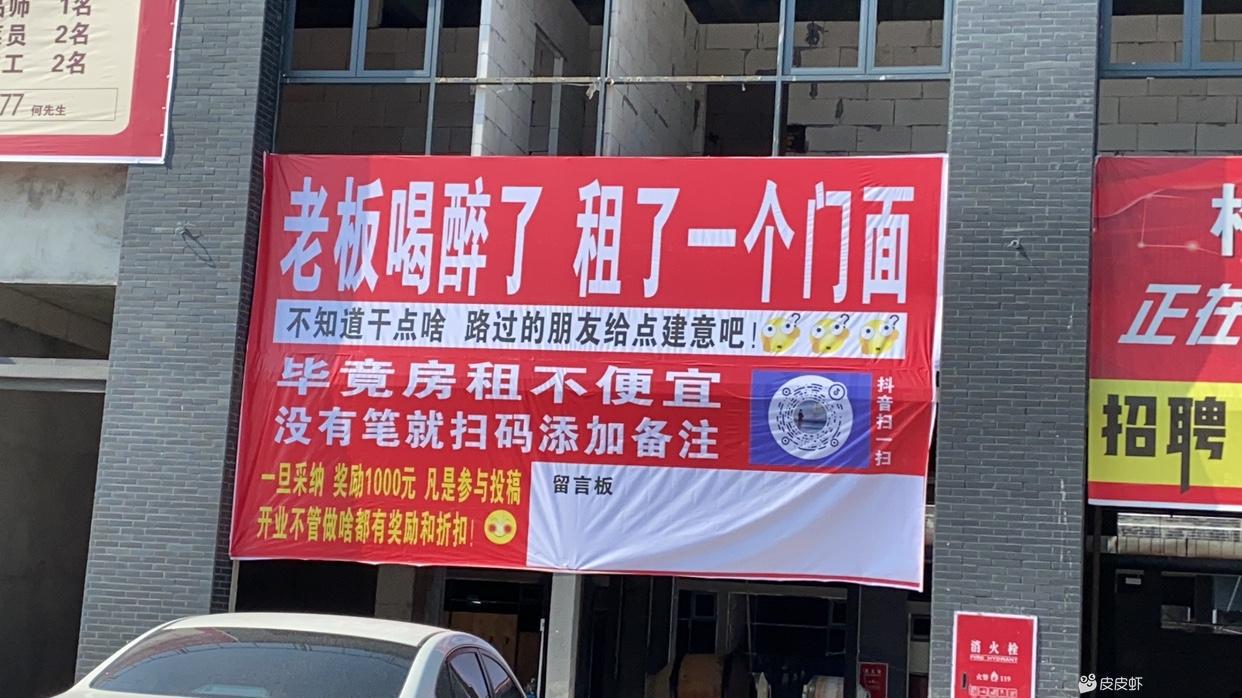 师 1名
员 2名
工 2名
77 何先生
老板喝醉了 租了一个门面
不知道干点啥 路过的朋友给点建意吧!
毕竟房租不便宜
没有笔就扫码添加备注
抖音扫一扫
一旦采纳 奖励1000元 凡是参与投稿
开业不管做啥都有奖励和折扣!
留言板
正在
招聘
消火栓
FIRE HYDRANT
火警 119
皮皮虾